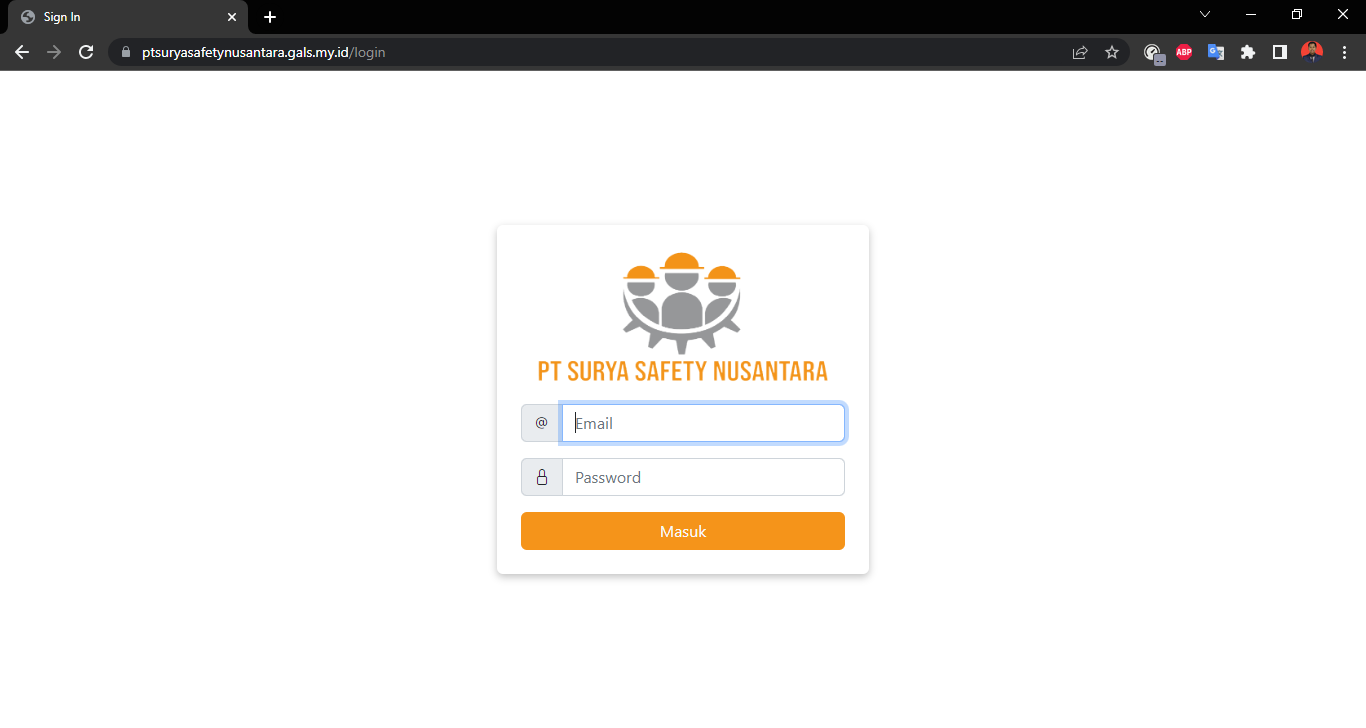 Sign In
ptsuryasafetynusantara.gals.my.id/login
ABP
PT SURYA SAFETY NUSANTARA
@ Email
Password
Masuk